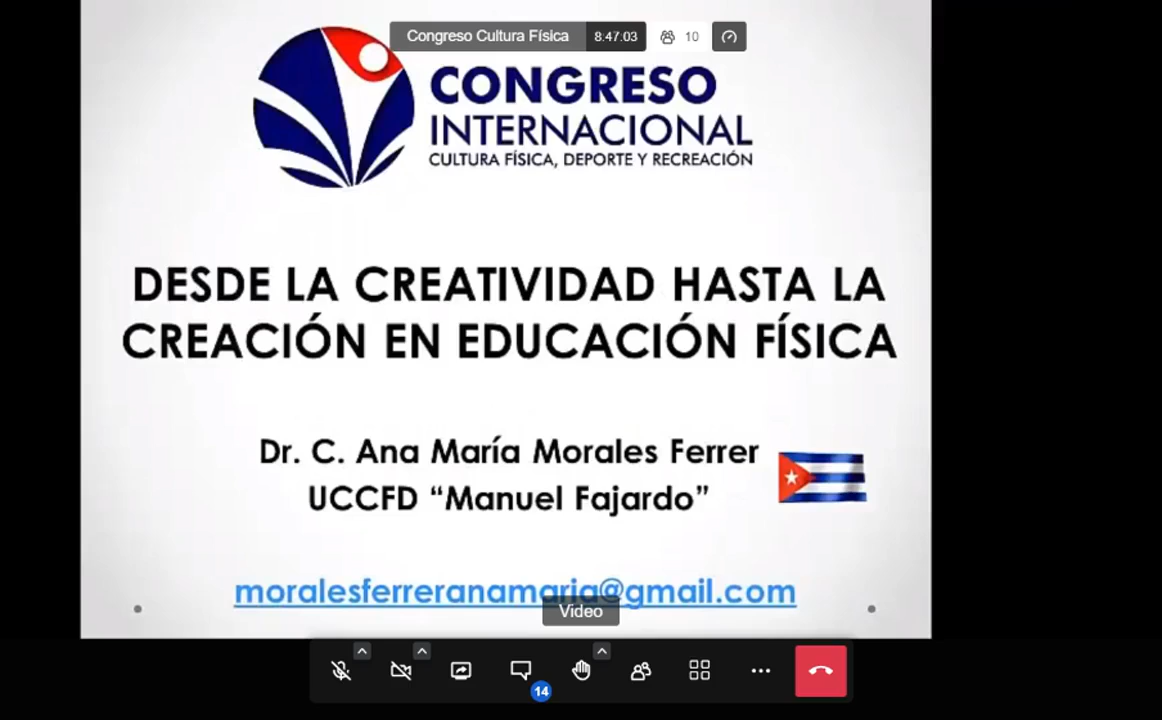 Congreso Cultura Física 8:47:03 10
CONGRESO
INTERNACIONAL
CULTURA FÍSICA, DEPORTE Y RECREACIÓN
DESDE LA CREATIVIDAD HASTA LA
CREACIÓN EN EDUCACIÓN FÍSICA
Dr. C. Ana María Morales Ferrer
UCCFD “Manuel Fajardo”
moralesferreranamaria@gmail.com
Video
14